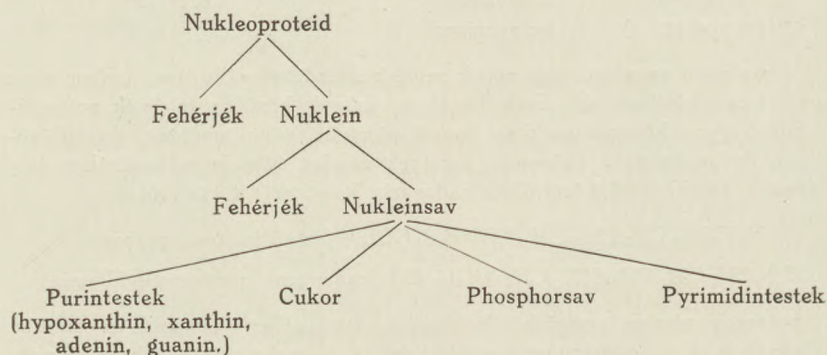 Nukleoproteid
Fehérjék Nuklein
Fehérjék Nukleinsav
Purintestek Cukor Phosphorsav Pyrimidintestek
(hypoxanthin, xanthin,
adenin, guanin.)